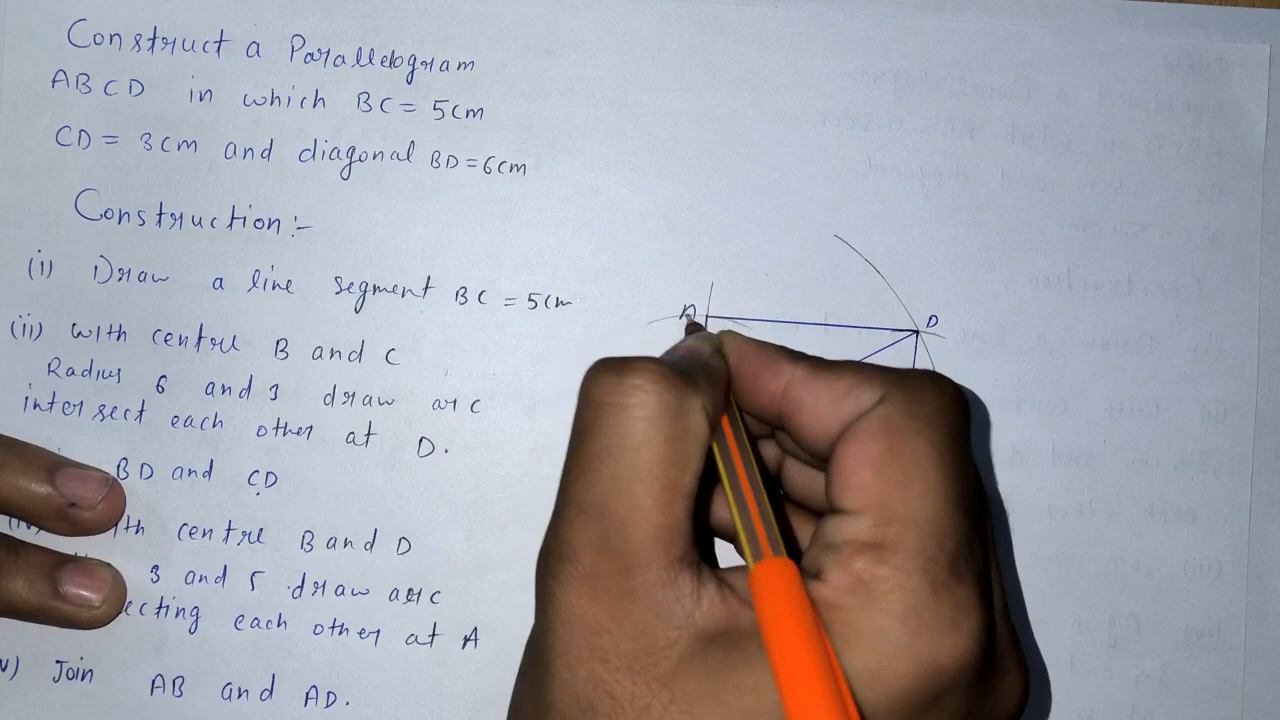 Construct a Parallelogram
ABCD in which BC = 5cm
CD = 3cm and diagonal BD = 6cm
Construction :-
(i) Draw a line segment BC = 5cm
(ii) with centre B and C
Radius 6 and 3 draw arc
intersect each other at D.
BD and CD
centre B and D
3 and 5 draw arc
each other at A
Join AB and AD.
A
D